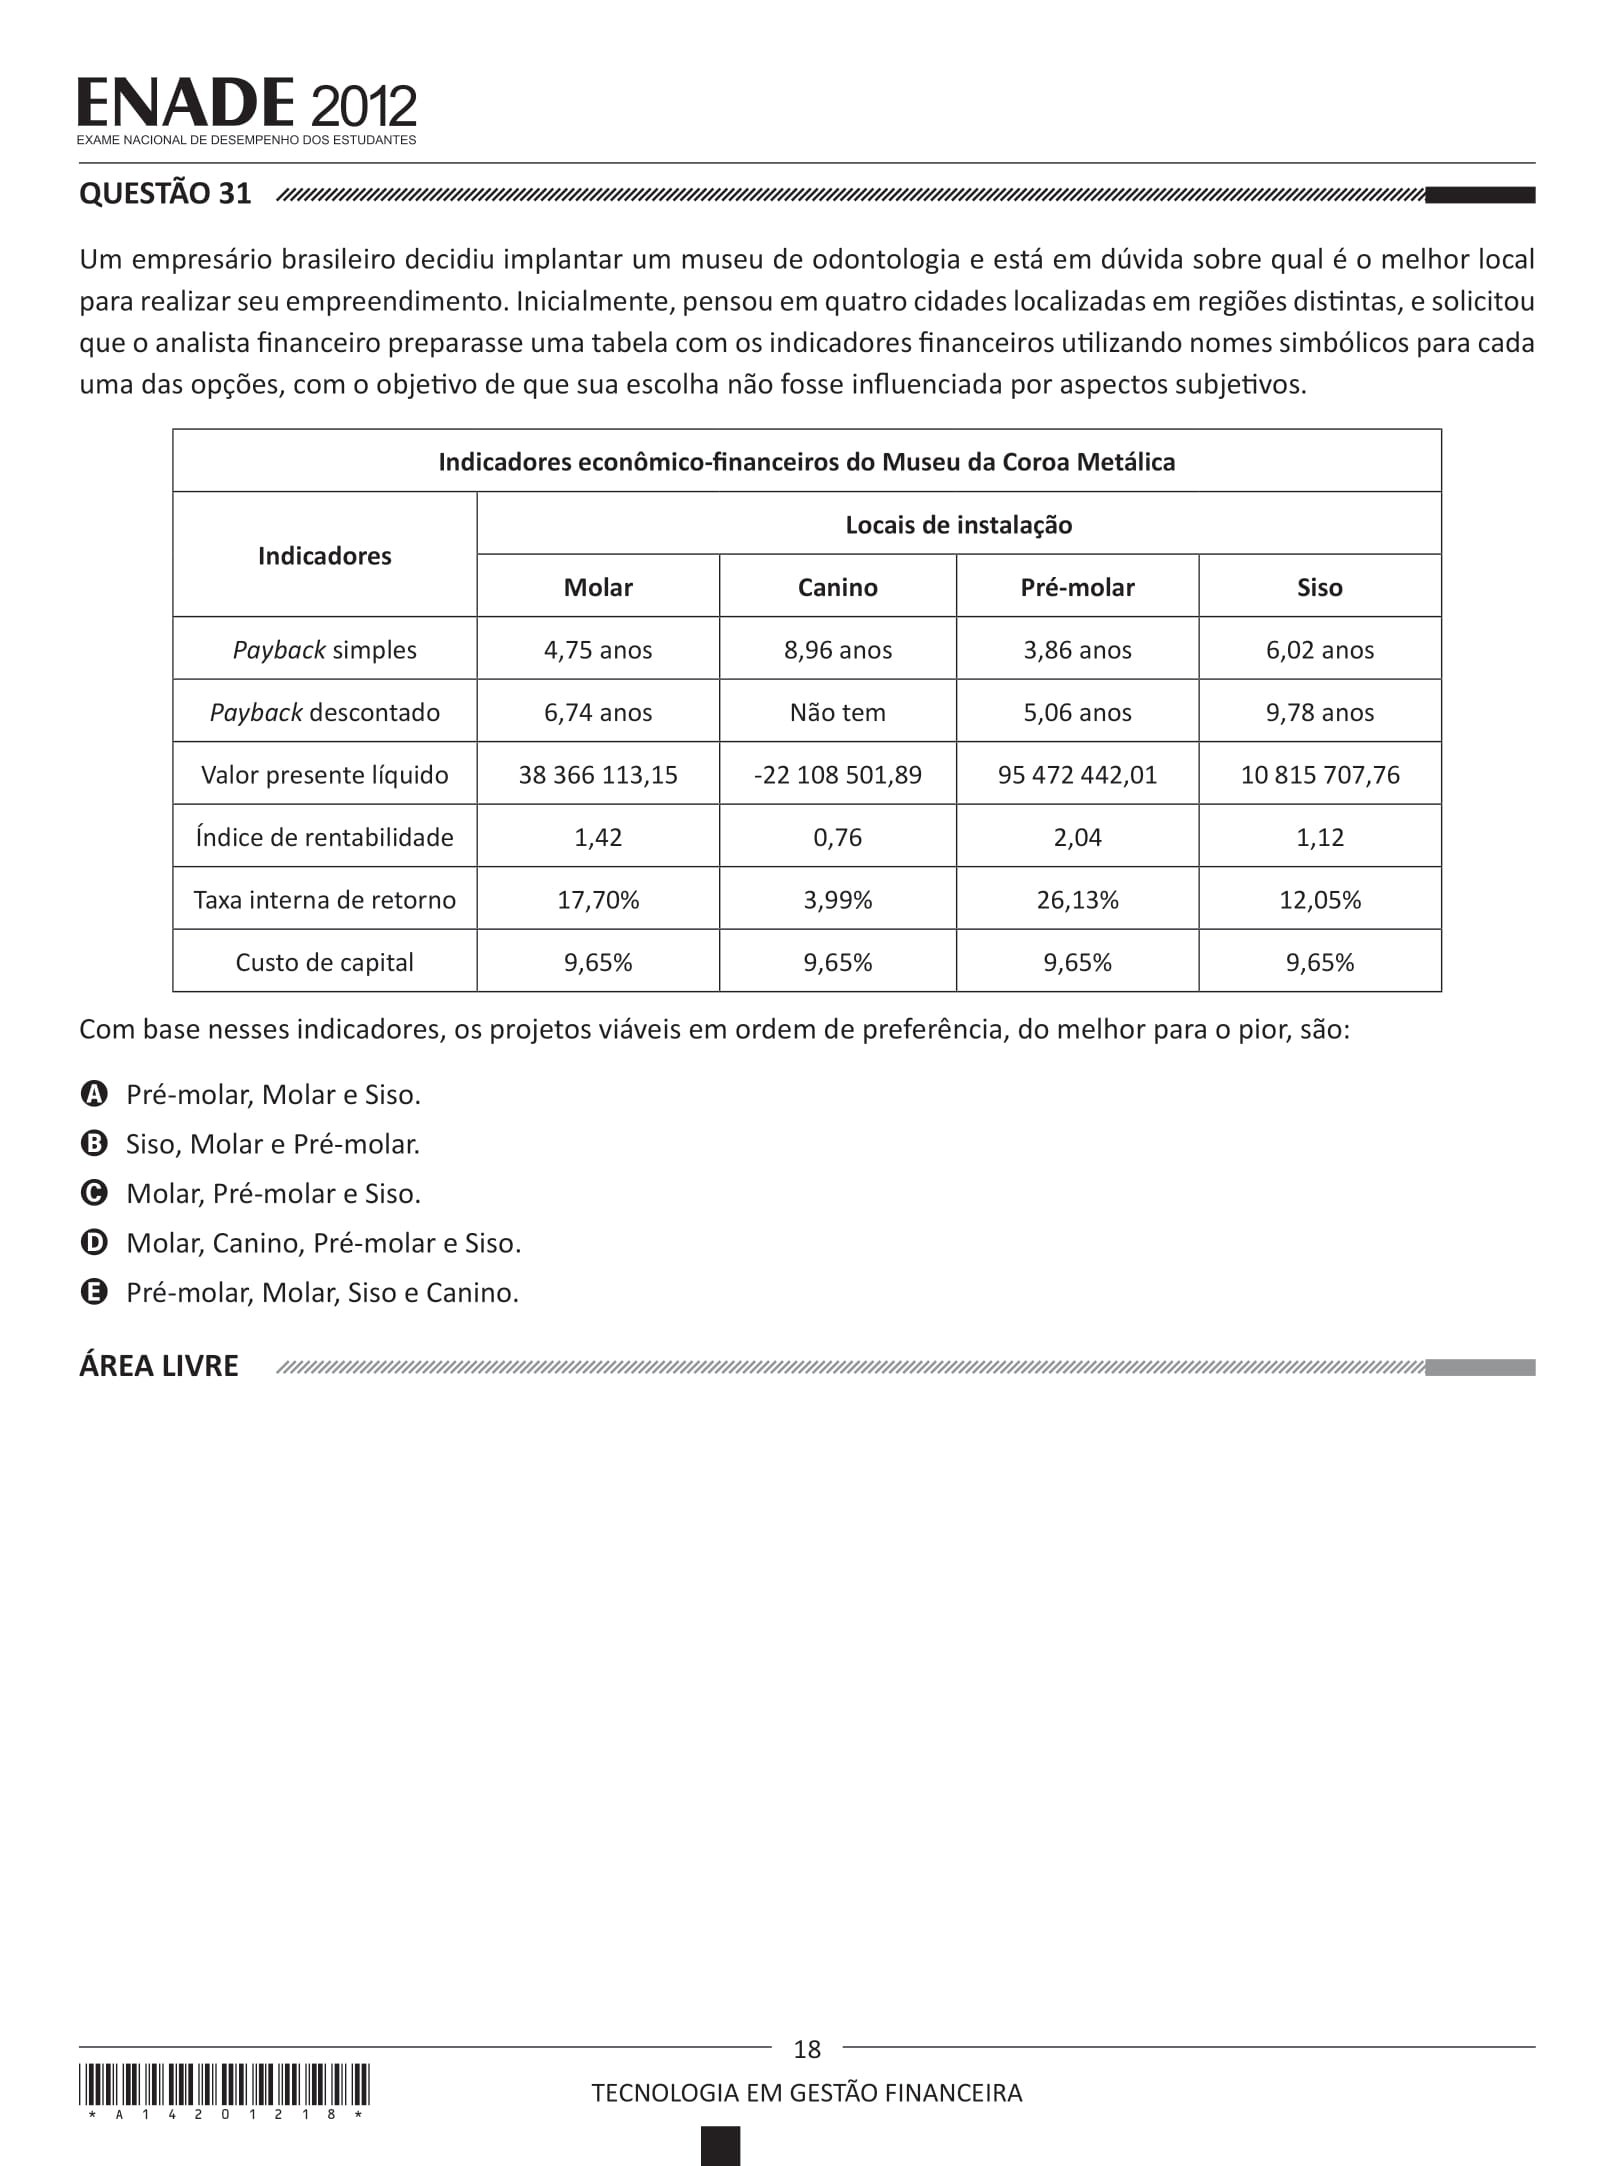 ENADE 2012
EXAME NACIONAL DE DESEMPENHO DOS ESTUDANTES
QUESTÃO 31
Um empresário brasileiro decidiu implantar um museu de odontologia e está em dúvida sobre qual é o melhor local
para realizar seu empreendimento. Inicialmente, pensou em quatro cidades localizadas em regiões distintas, e solicitou
que o analista financeiro preparasse uma tabela com os indicadores financeiros utilizando nomes simbólicos para cada
uma das opções, com o objetivo de que sua escolha não fosse influenciada por aspectos subjetivos.
Indicadores econômico-financeiros do Museu da Coroa Metálica
Indicadores
Locais de instalação
Molar Canino Pré-molar Siso
Payback simples 4,75 anos 8,96 anos 3,86 anos 6,02 anos
Payback descontado 6,74 anos Não tem 5,06 anos 9,78 anos
Valor presente líquido 38 366 113,15 -22 108 501,89 95 472 442,01 10 815 707,76
Índice de rentabilidade 1,42 0,76 2,04 1,12
Taxa interna de retorno 17,70% 3,99% 26,13% 12,05%
Custo de capital 9,65% 9,65% 9,65% 9,65%
Com base nesses indicadores, os projetos viáveis em ordem de preferência, do melhor para o pior, são:
A Pré-molar, Molar e Siso.
B Siso, Molar e Pré-molar.
C Molar, Pré-molar e Siso.
D Molar, Canino, Pré-molar e Siso.
E Pré-molar, Molar, Siso e Canino.
ÁREA LIVRE
18
TECNOLOGIA EM GESTÃO FINANCEIRA
* A 1 4 2 0 1 2 1 8 *